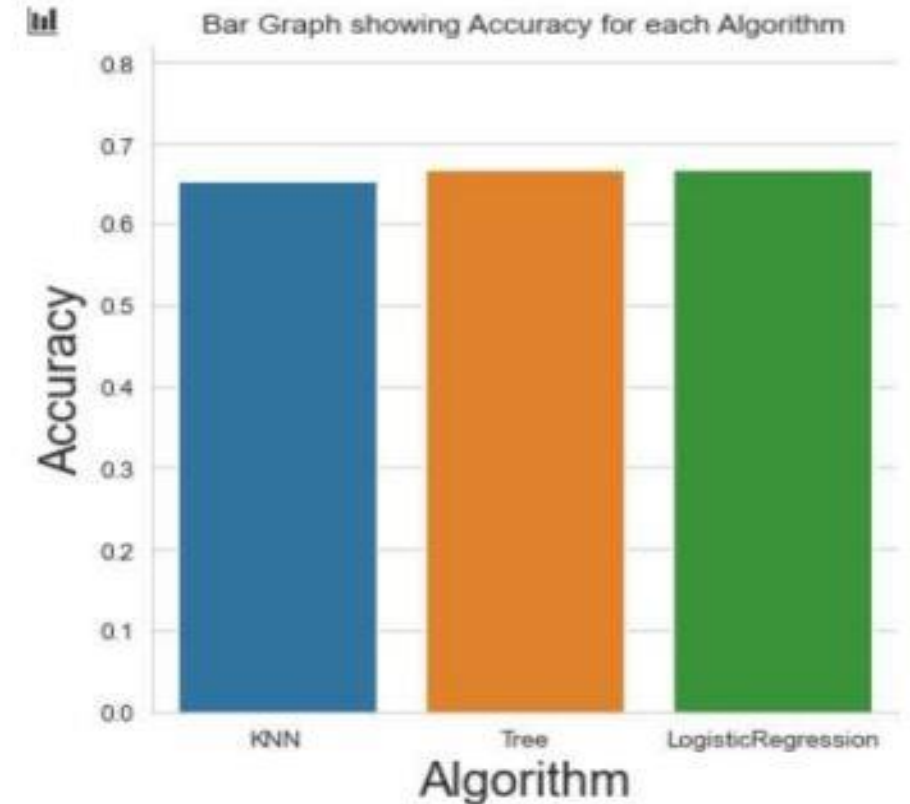 Bar Graph showing Accuracy for each Algorithm
0.8
0.7
0.6
0.5
0.4
0.3
0.2
0.1
0.0
Accuracy
KNN
Tree
LogisticRegression
Algorithm